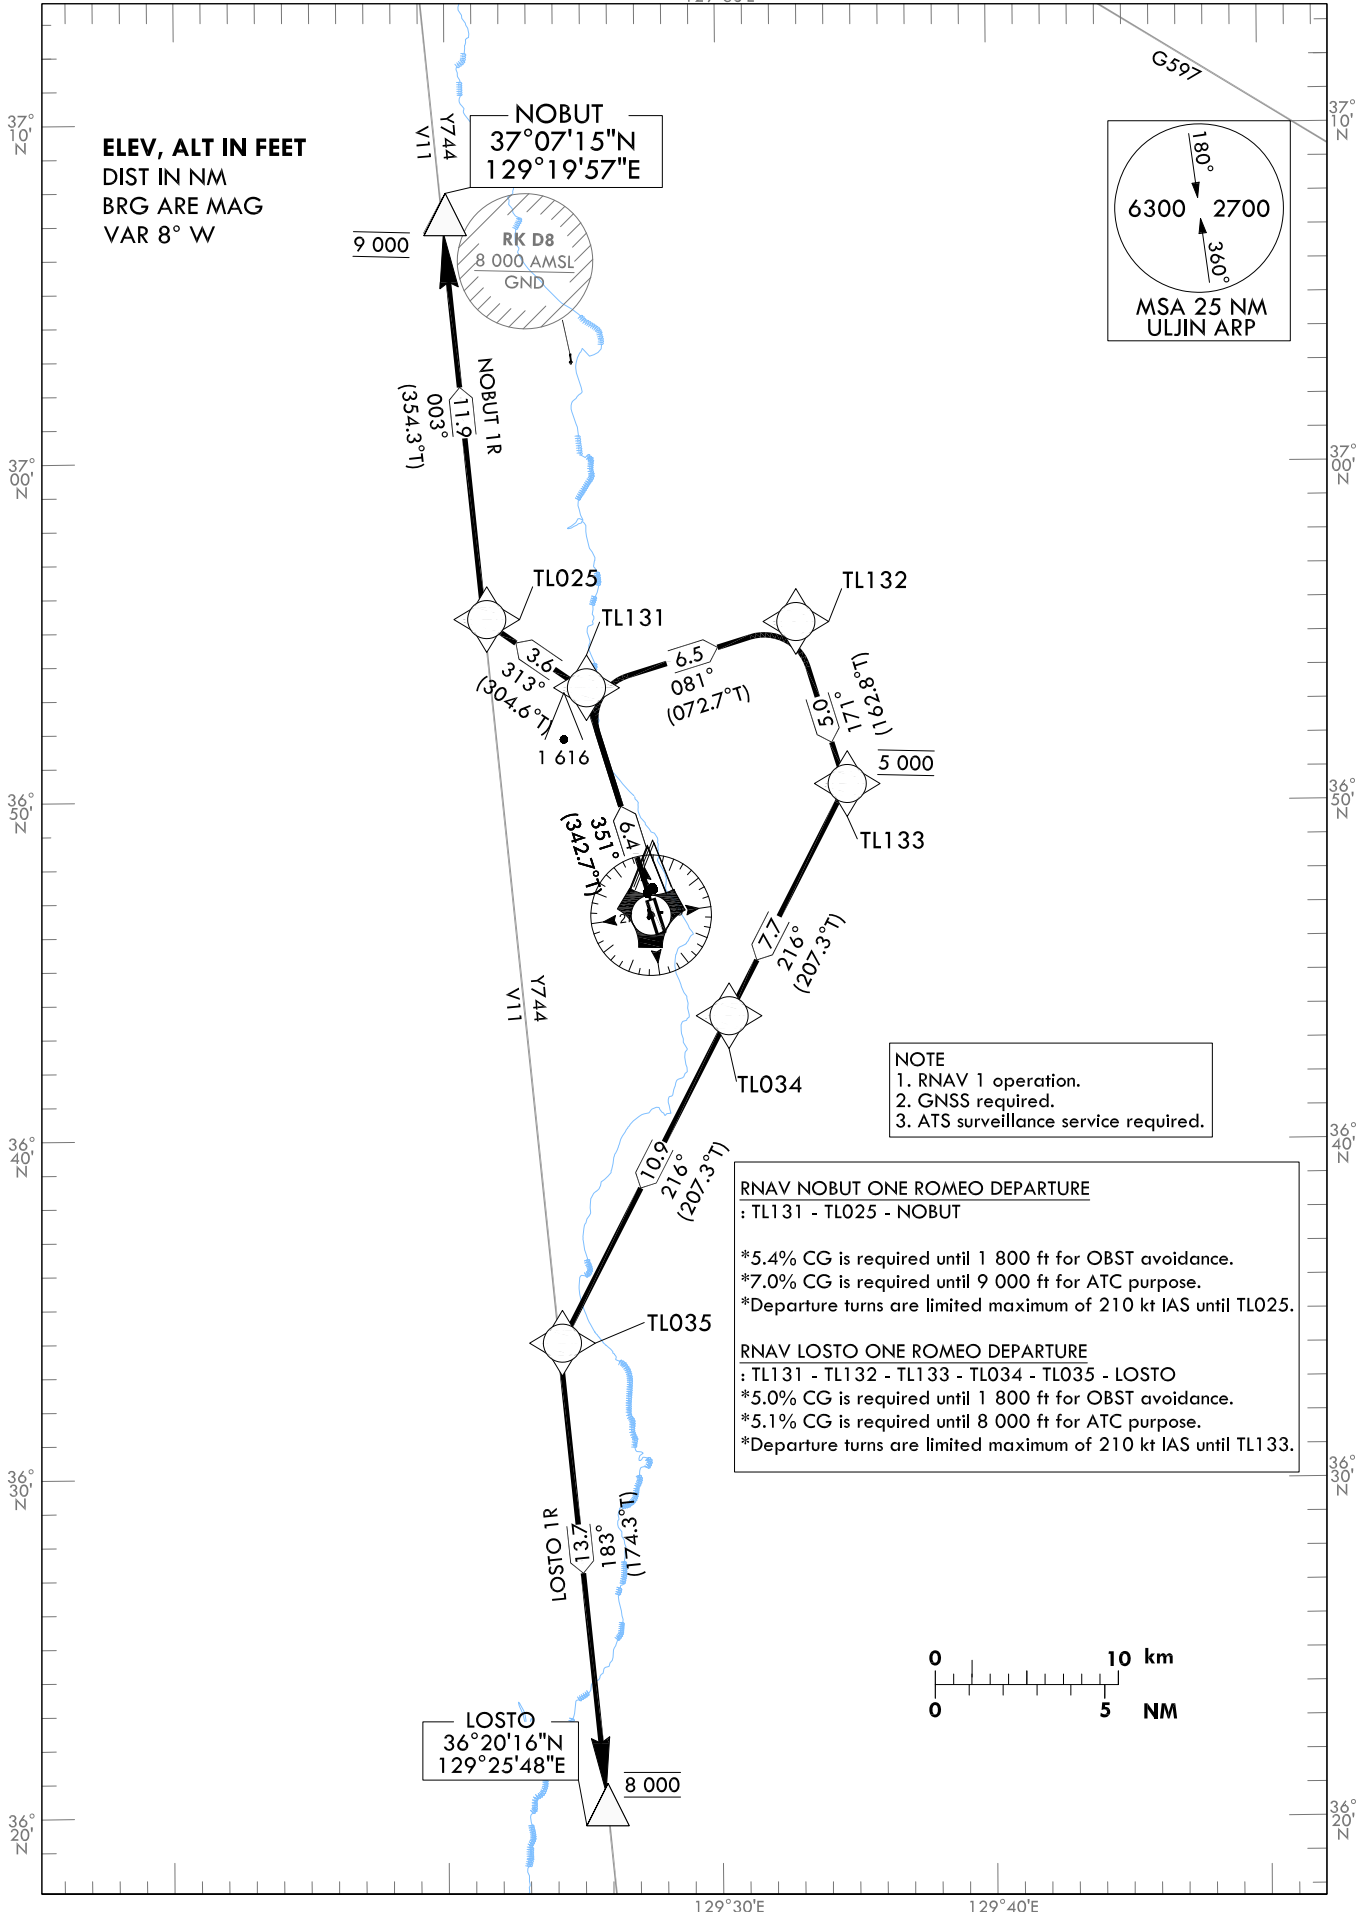 G597
37° 10' N
37° 10' N
ELEV, ALT IN FEET
DIST IN NM
BRG ARE MAG
VAR 8° W
V11
Y744
NOBUT
37°07'15"N
129°19'57"E
180°
6300 2700
360°
MSA 25 NM
ULJIN ARP
9 000
RK D8
8 000 AMSL
GND
NOBUT 1R
11.9
003°
(354.3°T)
37° 00' N
37° 00' N
TL025
TL131
TL132
3.6
313°
(304.6°T)
6.5
081°
(072.7°T)
5.0
171°
(162.8°T)
1 616
5 000
36° 50' N
36° 50' N
TL133
6.4
351°
(342.7°T)
7.7
216°
(207.3°T)
V11
Y744
TL034
NOTE
1. RNAV 1 operation.
2. GNSS required.
3. ATS surveillance service required.
36° 40' N
36° 40' N
10.9
216°
(207.3°T)
RNAV NOBUT ONE ROMEO DEPARTURE
: TL131 - TL025 - NOBUT
*5.4% CG is required until 1 800 ft for OBST avoidance.
*7.0% CG is required until 9 000 ft for ATC purpose.
*Departure turns are limited maximum of 210 kt IAS until TL025.
TL035
RNAV LOSTO ONE ROMEO DEPARTURE
: TL131 - TL132 - TL133 - TL034 - TL035 - LOSTO
*5.0% CG is required until 1 800 ft for OBST avoidance.
*5.1% CG is required until 8 000 ft for ATC purpose.
*Departure turns are limited maximum of 210 kt IAS until TL133.
36° 30' N
36° 30' N
LOSTO 1R
13.7
183°
(174.3°T)
0 10 km
0 5 NM
LOSTO
36°20'16"N
129°25'48"E
8 000
36° 20' N
36° 20' N
129°30'E
129°40'E